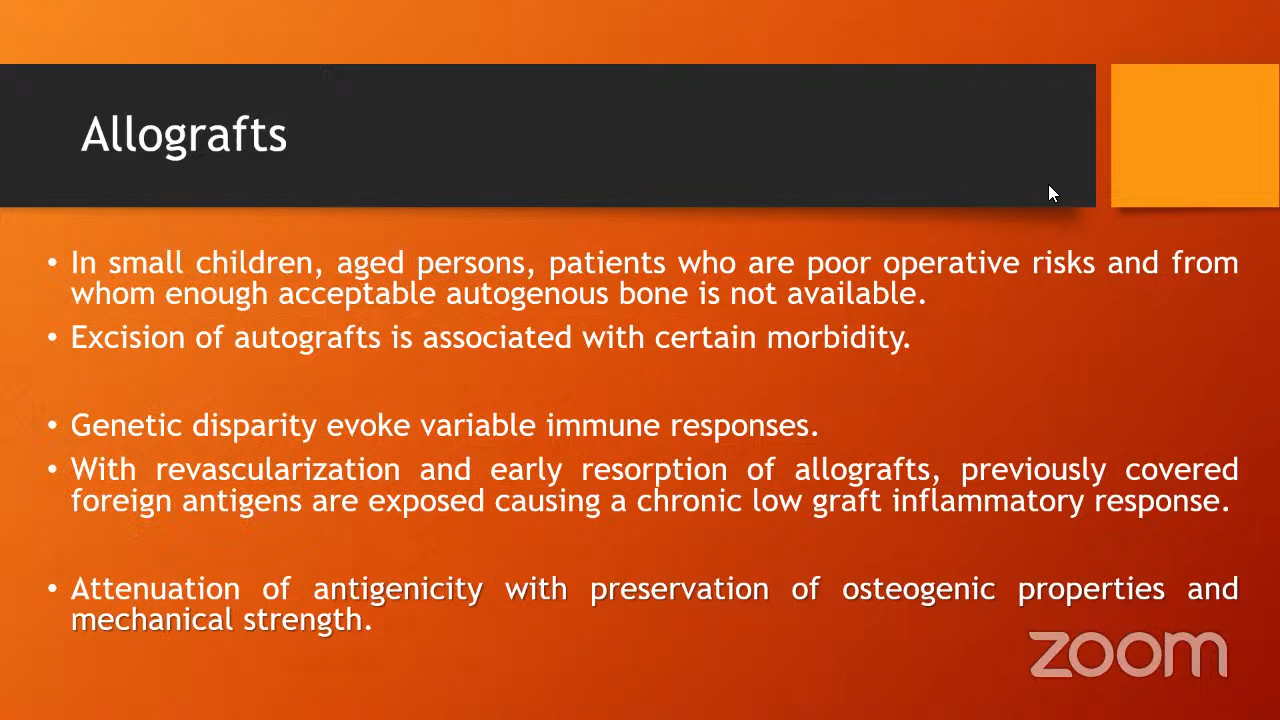 Allografts
• In small children, aged persons, patients who are poor operative risks and from
whom enough acceptable autogenous bone is not available.
• Excision of autografts is associated with certain morbidity.
• Genetic disparity evoke variable immune responses.
• With revascularization and early resorption of allografts, previously covered
foreign antigens are exposed causing a chronic low graft inflammatory response.
• Attenuation of antigenicity with preservation of osteogenic properties and
mechanical strength.
zoom